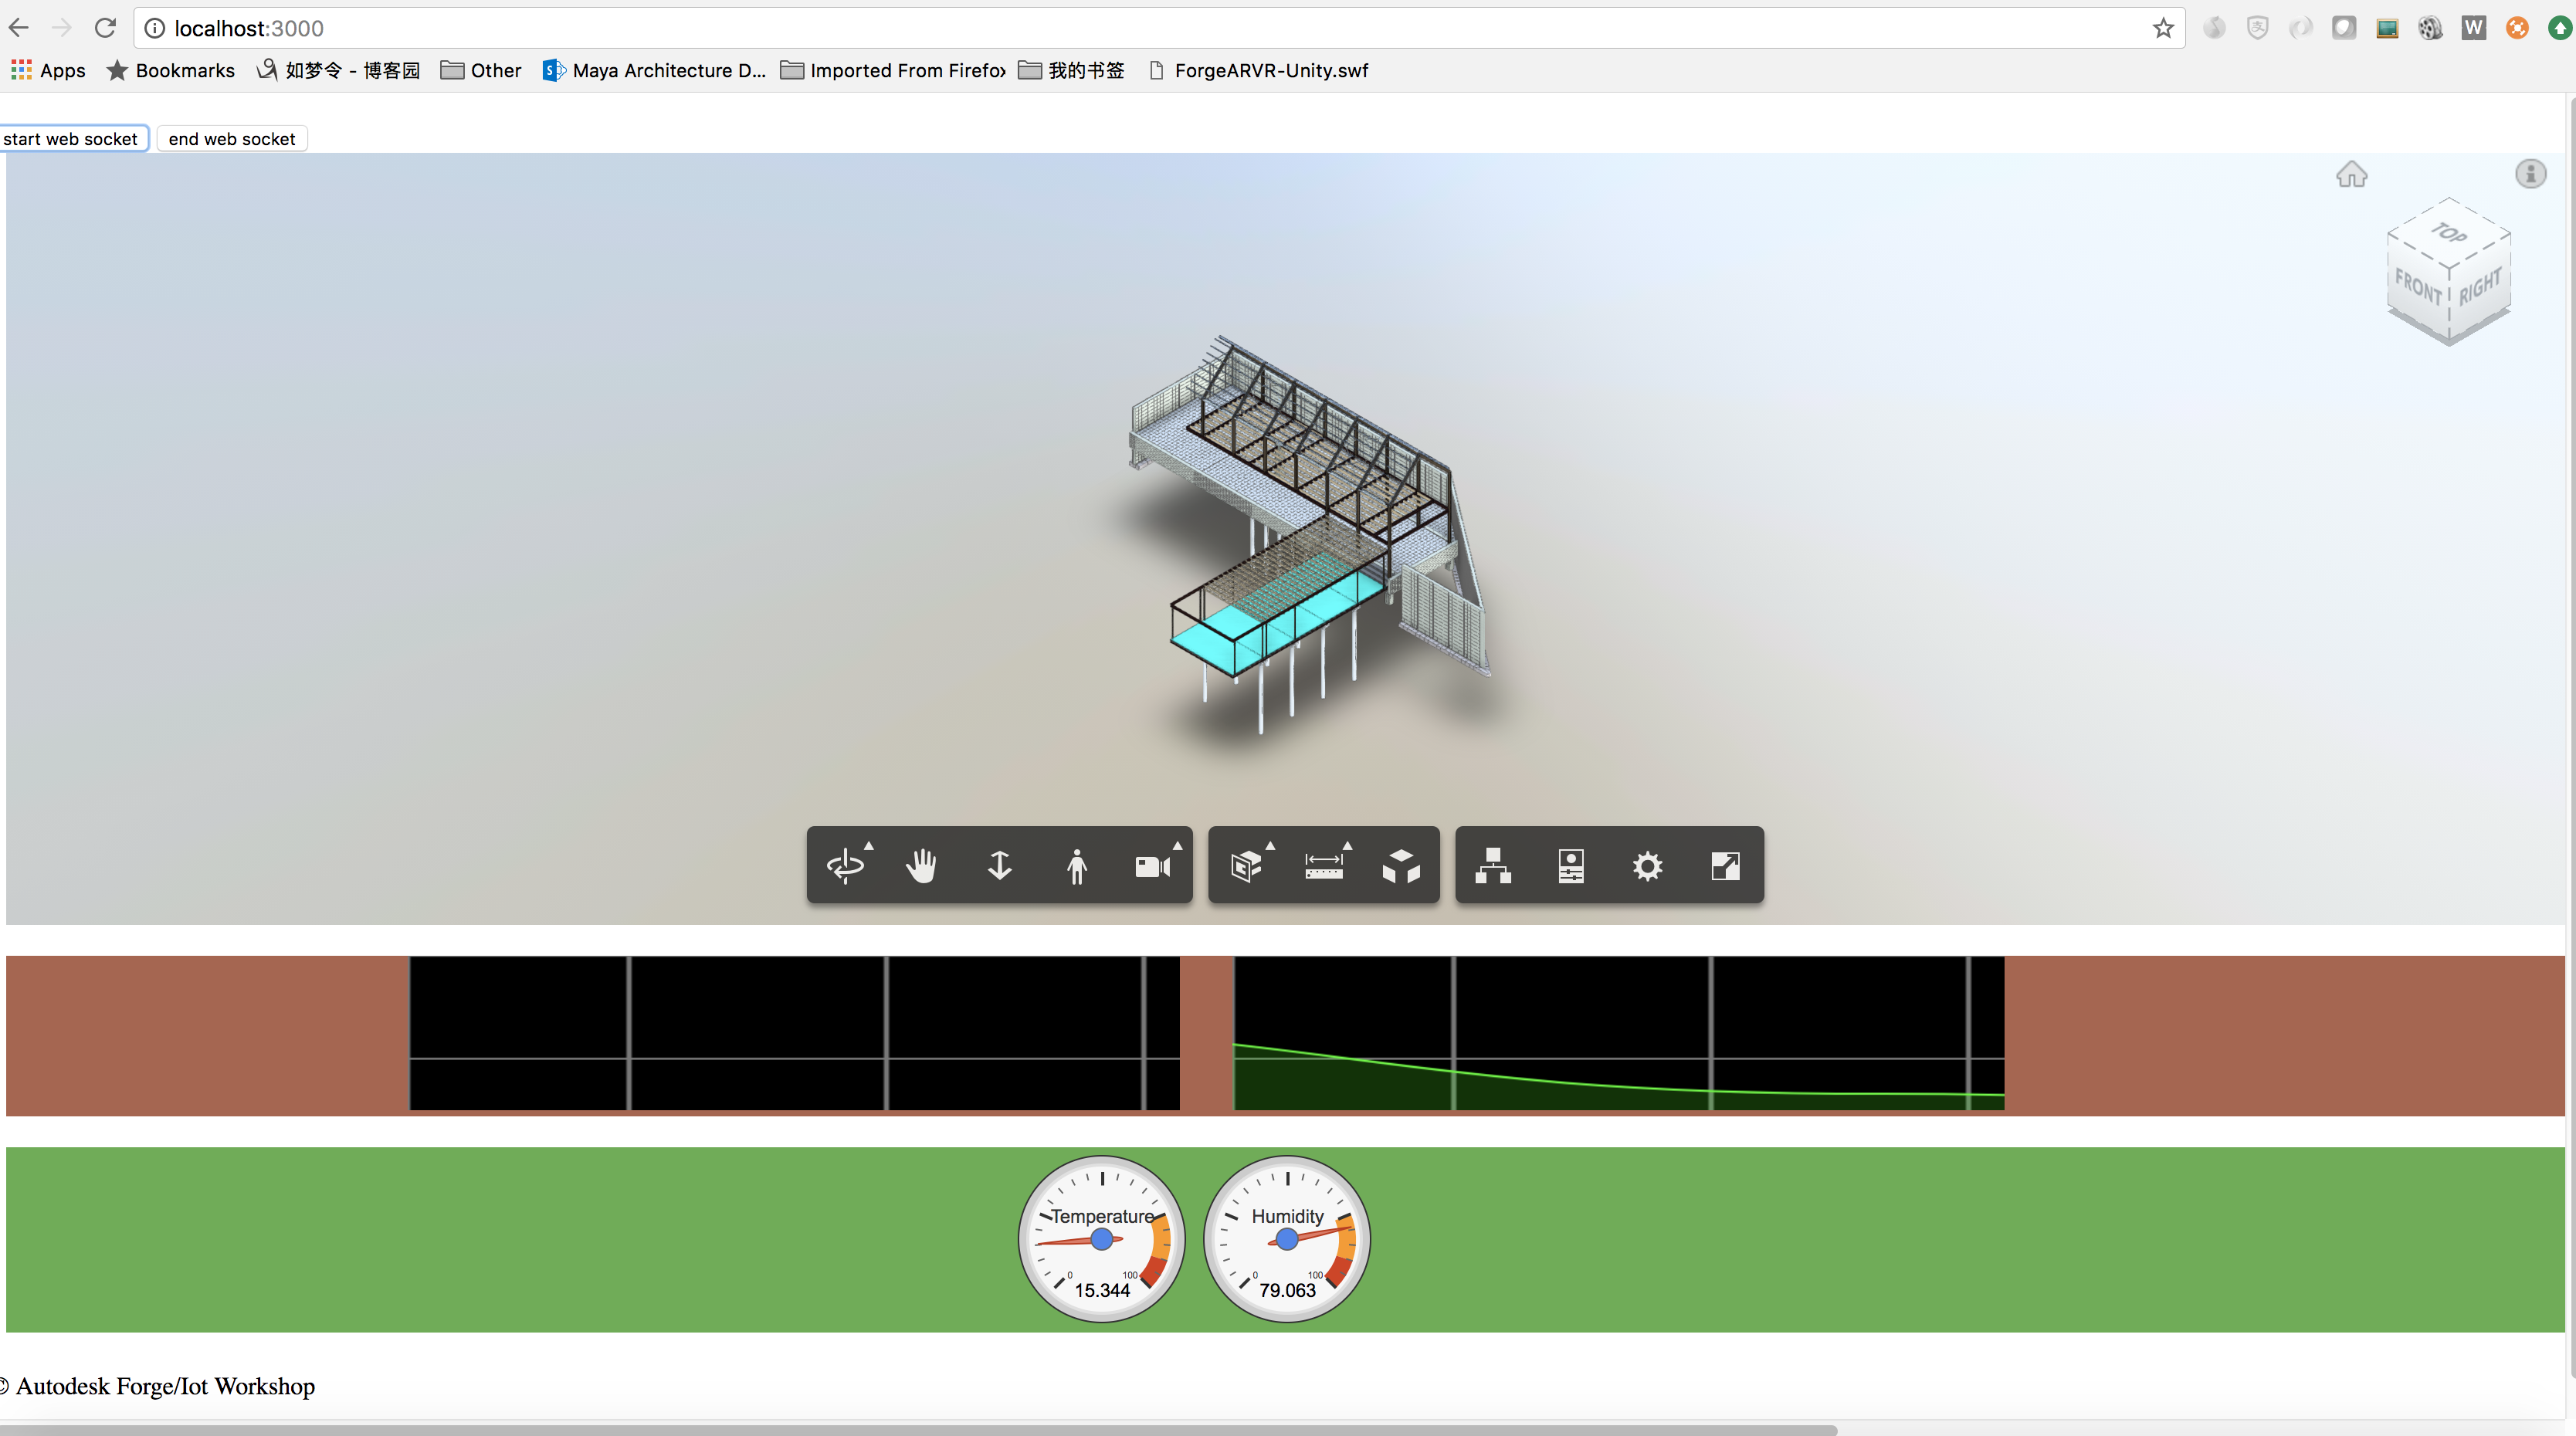 localhost:3000
Apps Bookmarks 如梦令 - 博客园 Other Maya Architecture D... Imported From Firefox 我的书签 ForgeARVR-Unity.swf
start web socket end web socket
TOP
FRONT RIGHT
Temperature Humidity
0 100 0 100
15.344 79.063
© Autodesk Forge/Iot Workshop